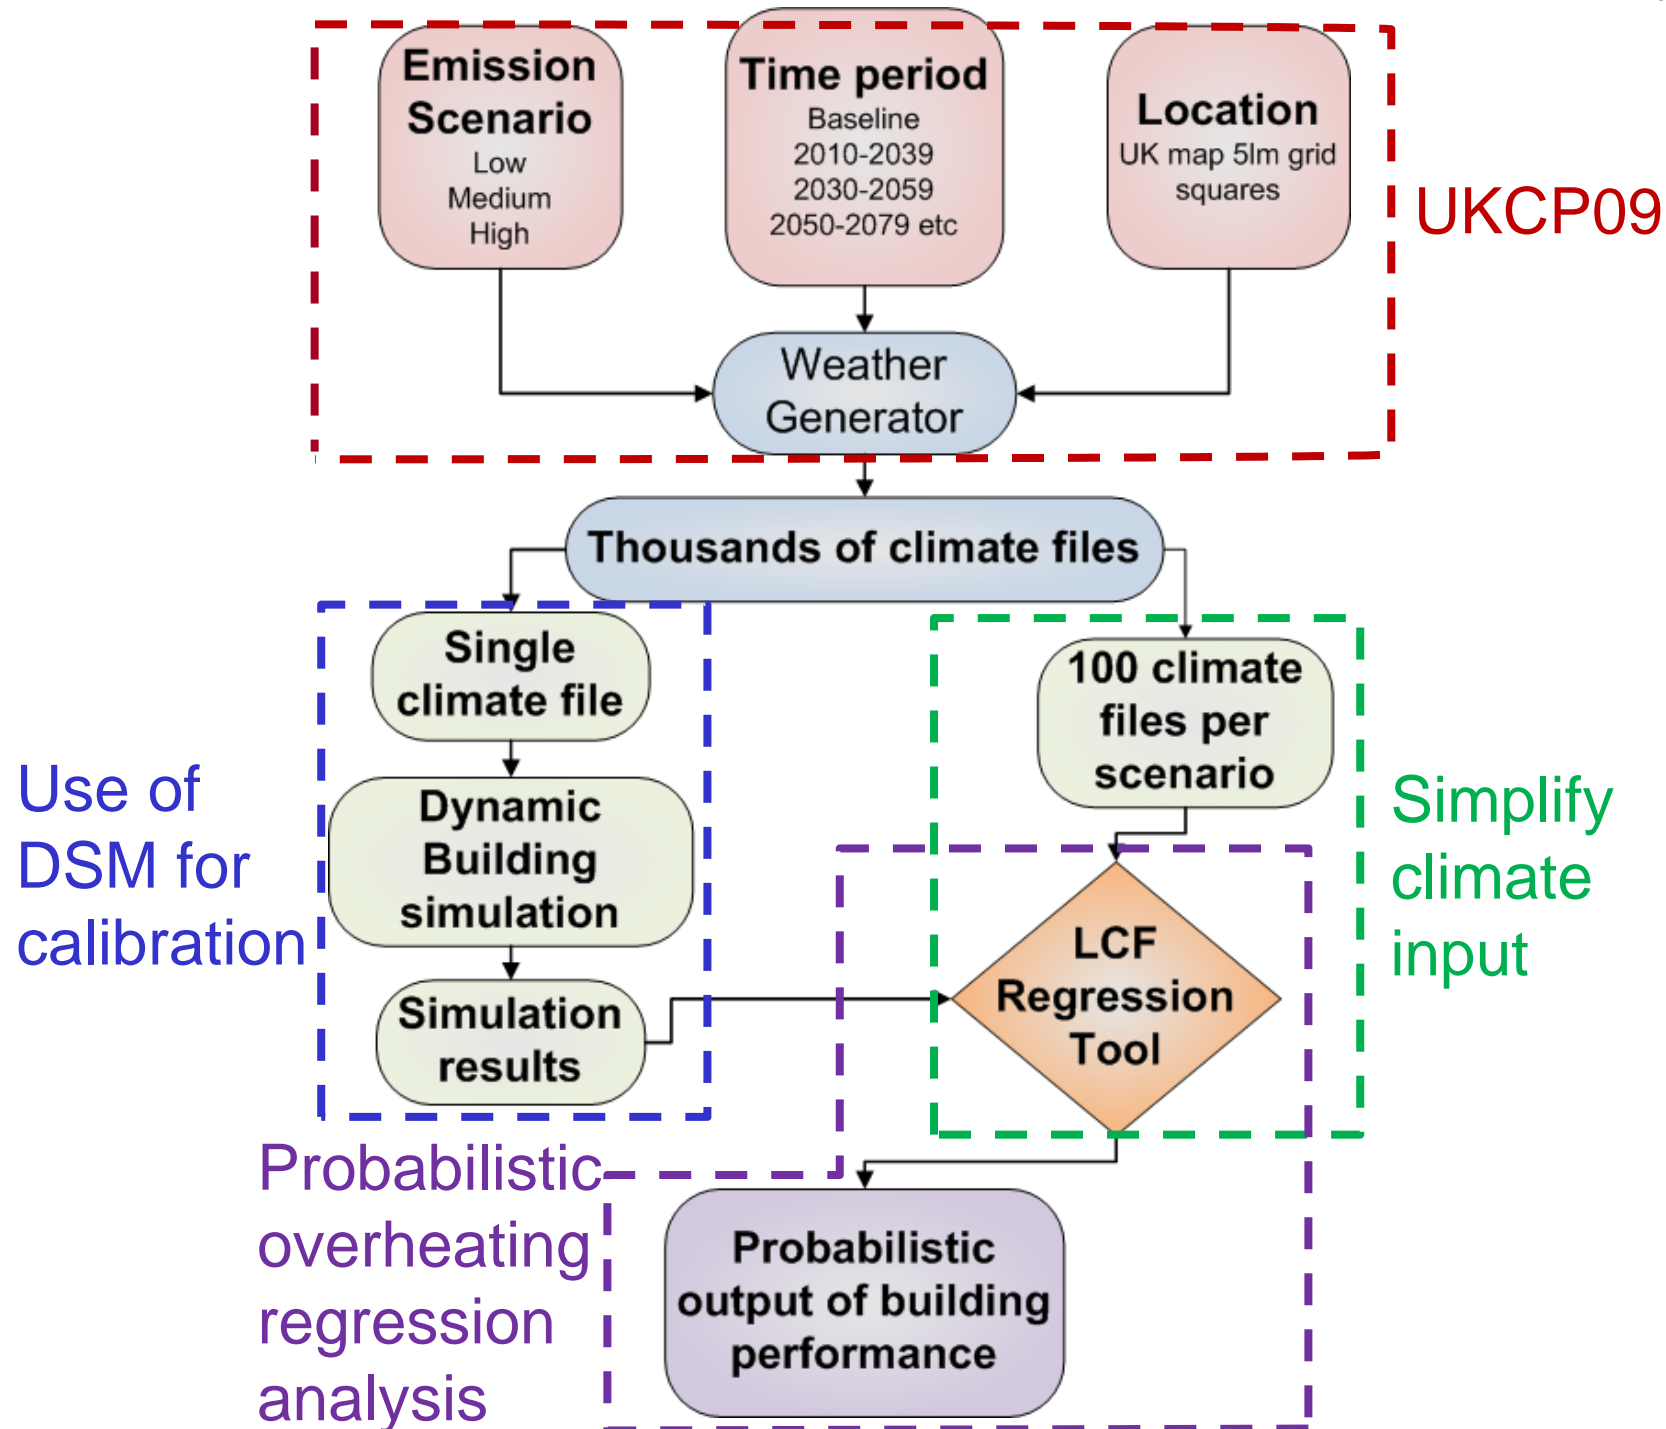 Emission
Scenario
Low
Medium
High
Time period
Baseline
2010-2039
2030-2059
2050-2079 etc
Location
UK map 5lm grid
squares
UKCP09
Weather
Generator
Thousands of climate files
Single
climate file
Dynamic
Building
simulation
Simulation
results
Use of
DSM for
calibration
100 climate
files per
scenario
LCF
Regression
Tool
Simplify
climate
input
Probabilistic
overheating
regression
analysis
Probabilistic
output of building
performance